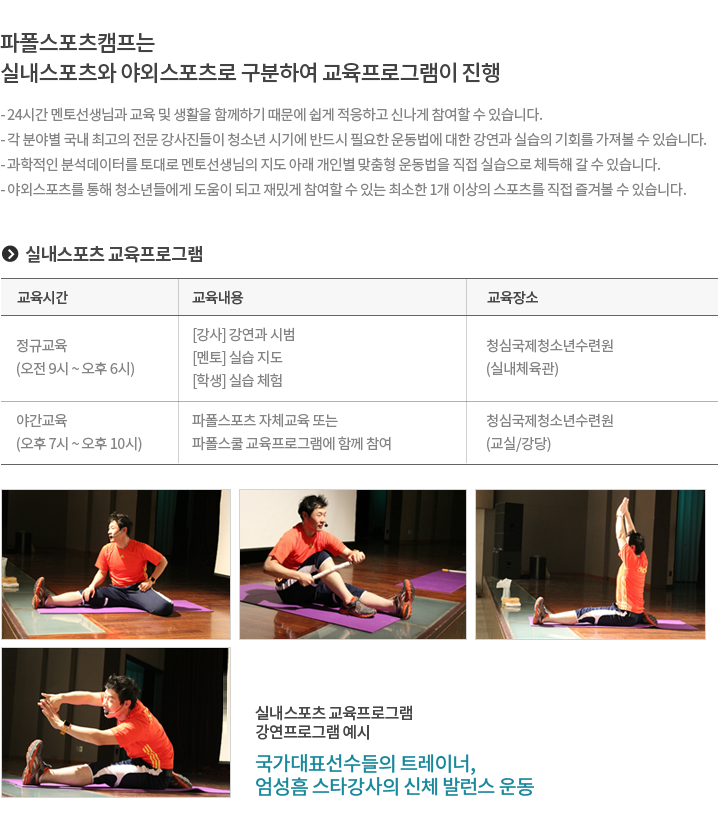 파폴스포츠캠프는
실내스포츠와 야외스포츠로 구분하여 교육프로그램이 진행
- 24시간 멘토선생님과 교육 및 생활을 함께하기 때문에 쉽게 적응하고 신나게 참여할 수 있습니다.
- 각 분야별 국내 최고의 전문 강사진들이 청소년 시기에 반드시 필요한 운동법에 대한 강연과 실습의 기회를 가져볼 수 있습니다.
- 과학적인 분석데이터를 토대로 멘토선생님의 지도 아래 개인별 맞춤형 운동법을 직접 실습으로 체득해 갈 수 있습니다.
- 야외스포츠를 통해 청소년들에게 도움이 되고 재밌게 참여할 수 있는 최소한 1개 이상의 스포츠를 직접 즐겨볼 수 있습니다.
실내스포츠 교육프로그램
교육시간 교육내용 교육장소
정규교육
(오전 9시 ~ 오후 6시)
[강사] 강연과 시범
[멘토] 실습 지도
[학생] 실습 체험
청심국제청소년수련원
(실내체육관)
야간교육
(오후 7시 ~ 오후 10시)
파폴스포츠 자체교육 또는
파폴스쿨 교육프로그램에 함께 참여
청심국제청소년수련원
(교실/강당)
실내스포츠 교육프로그램
강연프로그램 예시
국가대표선수들의 트레이너,
엄성흠 스타강사의 신체 발런스 운동